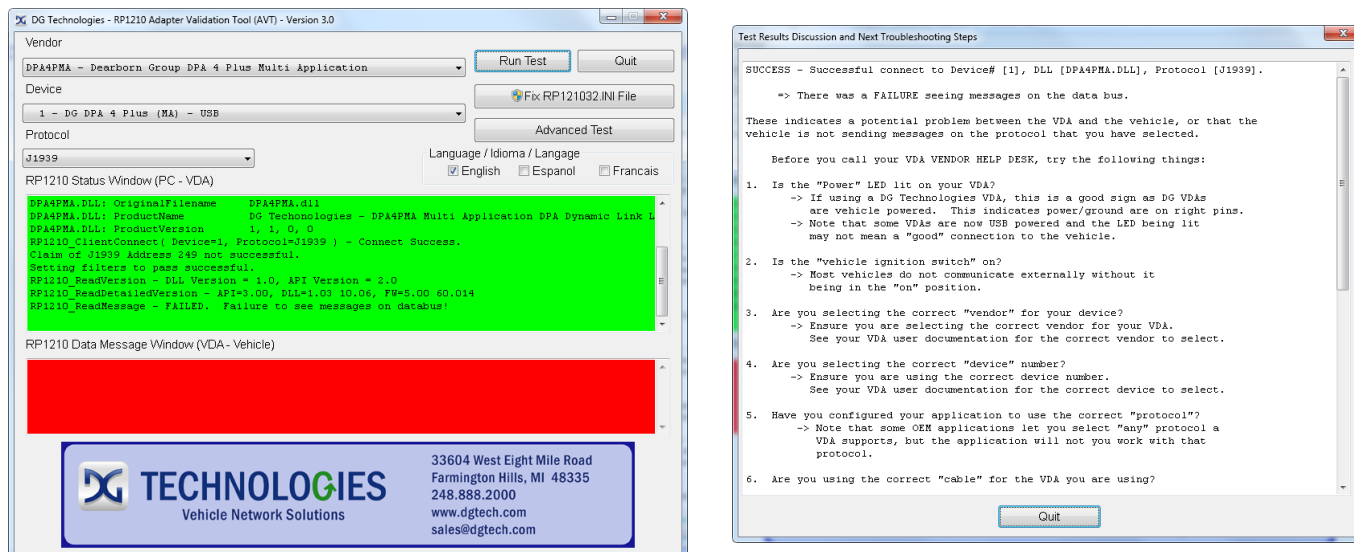 DG Technologies - RP1210 Adapter Validation Tool (AVT) - Version 3.0
Vendor
DPA4PMA - Dearborn Group DPA 4 Plus Multi Application
Run Test
Quit
Device
Fix RP121032.INI File
1 - DG DPA 4 Plus (MA) - USB
Protocol
Advanced Test
J1939
Language / Idioma / Langage
English
Espanol
Francais
RP1210 Status Window (PC - VDA)
DPA4PMA.DLL: OriginalFilename DPA4PMA.dll
DPA4PMA.DLL: ProductName DG Techonologies - DPA4PMA Multi Application DPA Dynamic Link L
DPA4PMA.DLL: ProductVersion 1, 1, 0, 0
RP1210_ClientConnect( Device=1, Protocol=J1939 ) - Connect Success.
Claim of J1939 Address 249 not successful.
Setting filters to pass successful.
RP1210_ReadVersion - DLL Version = 1.0, API Version = 2.0
RP1210_ReadDetailedVersion - API=3.00, DLL=1.03 10.06, FW=5.00 60.014
RP1210_ReadMessage - FAILED. Failure to see messages on databus!
RP1210 Data Message Window (VDA - Vehicle)
DG TECHNOLOGIES
Vehicle Network Solutions
33604 West Eight Mile Road
Farmington Hills, MI 48335
248.888.2000
www.dgtech.com
sales@dgtech.com
Test Results Discussion and Next Troubleshooting Steps
SUCCESS - Successful connect to Device# [1], DLL [DPA4PMA.DLL], Protocol [J1939].
=> There was a FAILURE seeing messages on the data bus.
These indicates a potential problem between the VDA and the vehicle, or that the
vehicle is not sending messages on the protocol that you have selected.
Before you call your VDA VENDOR HELP DESK, try the following things:
1. Is the "Power" LED lit on your VDA?
-> If using a DG Technologies VDA, this is a good sign as DG VDAs
are vehicle powered. This indicates power/ground are on right pins.
-> Note that some VDAs are now USB powered and the LED being lit
may not mean a "good" connection to the vehicle.
2. Is the "vehicle ignition switch" on?
-> Most vehicles do not communicate externally without it
being in the "on" position.
3. Are you selecting the correct "vendor" for your device?
-> Ensure you are selecting the correct vendor for your VDA.
See your VDA user documentation for the correct vendor to select.
4. Are you selecting the correct "device" number?
-> Ensure you are using the correct device number.
See your VDA user documentation for the correct device to select.
5. Have you configured your application to use the correct "protocol"?
-> Note that some OEM applications let you select "any" protocol a
VDA supports, but the application will not you work with that
protocol.
6. Are you using the correct "cable" for the VDA you are using?
Quit